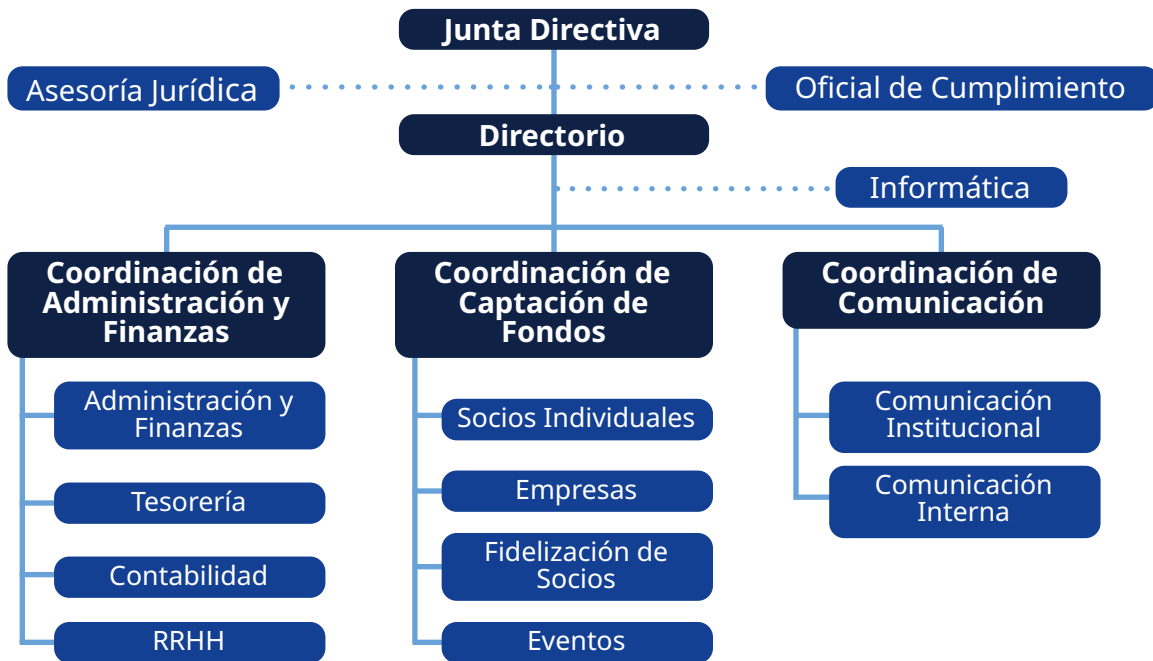 Junta Directiva
Asesoría Jurídica
Oficial de Cumplimiento
Directorio
Informática
Coordinación de
Administración y
Finanzas
Administración y
Finanzas
Tesorería
Contabilidad
RRHH
Coordinación de
Captación de
Fondos
Socios Individuales
Empresas
Fidelización de
Socios
Eventos
Coordinación de
Comunicación
Comunicación
Institucional
Comunicación
Interna